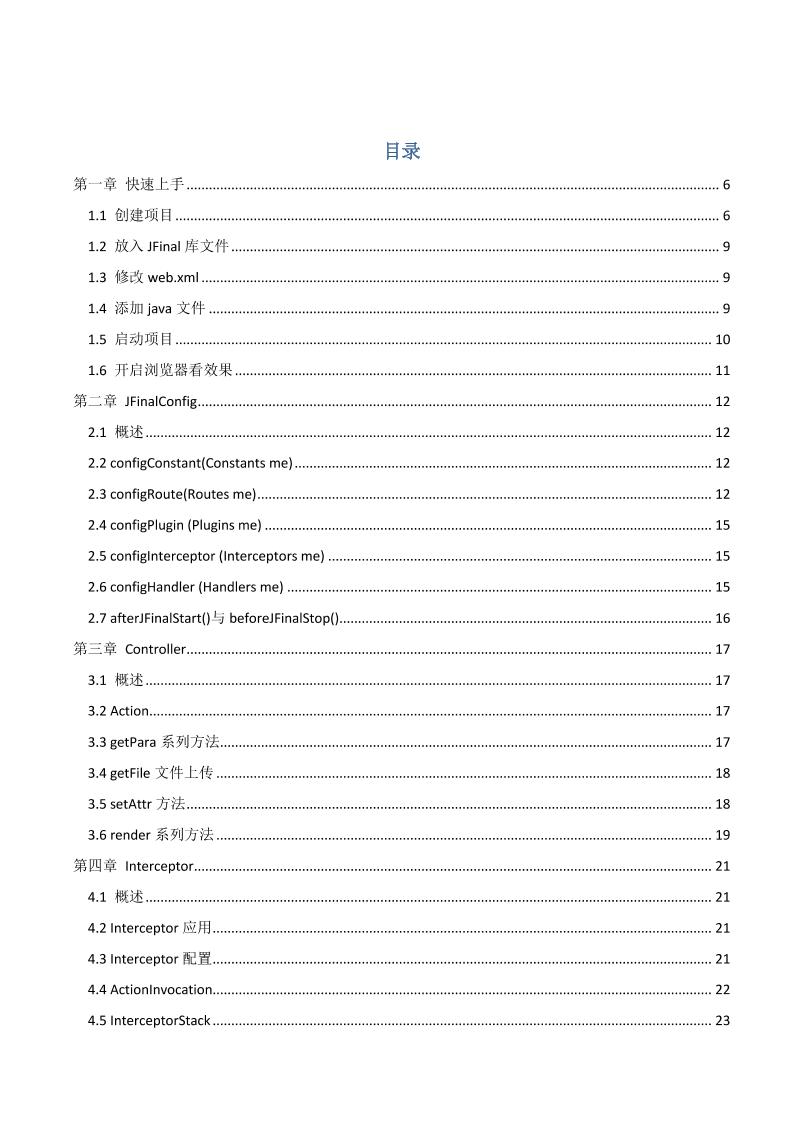 目录
第一章 快速上手 ........ 6
1.1 创建项目 ........ 6
1.2 放入 JFinal 库文件 ........ 9
1.3 修改 web.xml ........ 9
1.4 添加 java 文件 ........ 9
1.5 启动项目 ........ 10
1.6 开启浏览器看效果 ........ 11
第二章 JFinalConfig ........ 12
2.1 概述 ........ 12
2.2 configConstant(Constants me) ........ 12
2.3 configRoute(Routes me) ........ 12
2.4 configPlugin (Plugins me) ........ 15
2.5 configInterceptor (Interceptors me) ........ 15
2.6 configHandler (Handlers me) ........ 15
2.7 afterJFinalStart()与 beforeJFinalStop() ........ 16
第三章 Controller ........ 17
3.1 概述 ........ 17
3.2 Action ........ 17
3.3 getPara 系列方法 ........ 17
3.4 getFile 文件上传 ........ 18
3.5 setAttr 方法 ........ 18
3.6 render 系列方法 ........ 19
第四章 Interceptor ........ 21
4.1 概述 ........ 21
4.2 Interceptor 应用 ........ 21
4.3 Interceptor 配置 ........ 21
4.4 ActionInvocation ........ 22
4.5 InterceptorStack ........ 23